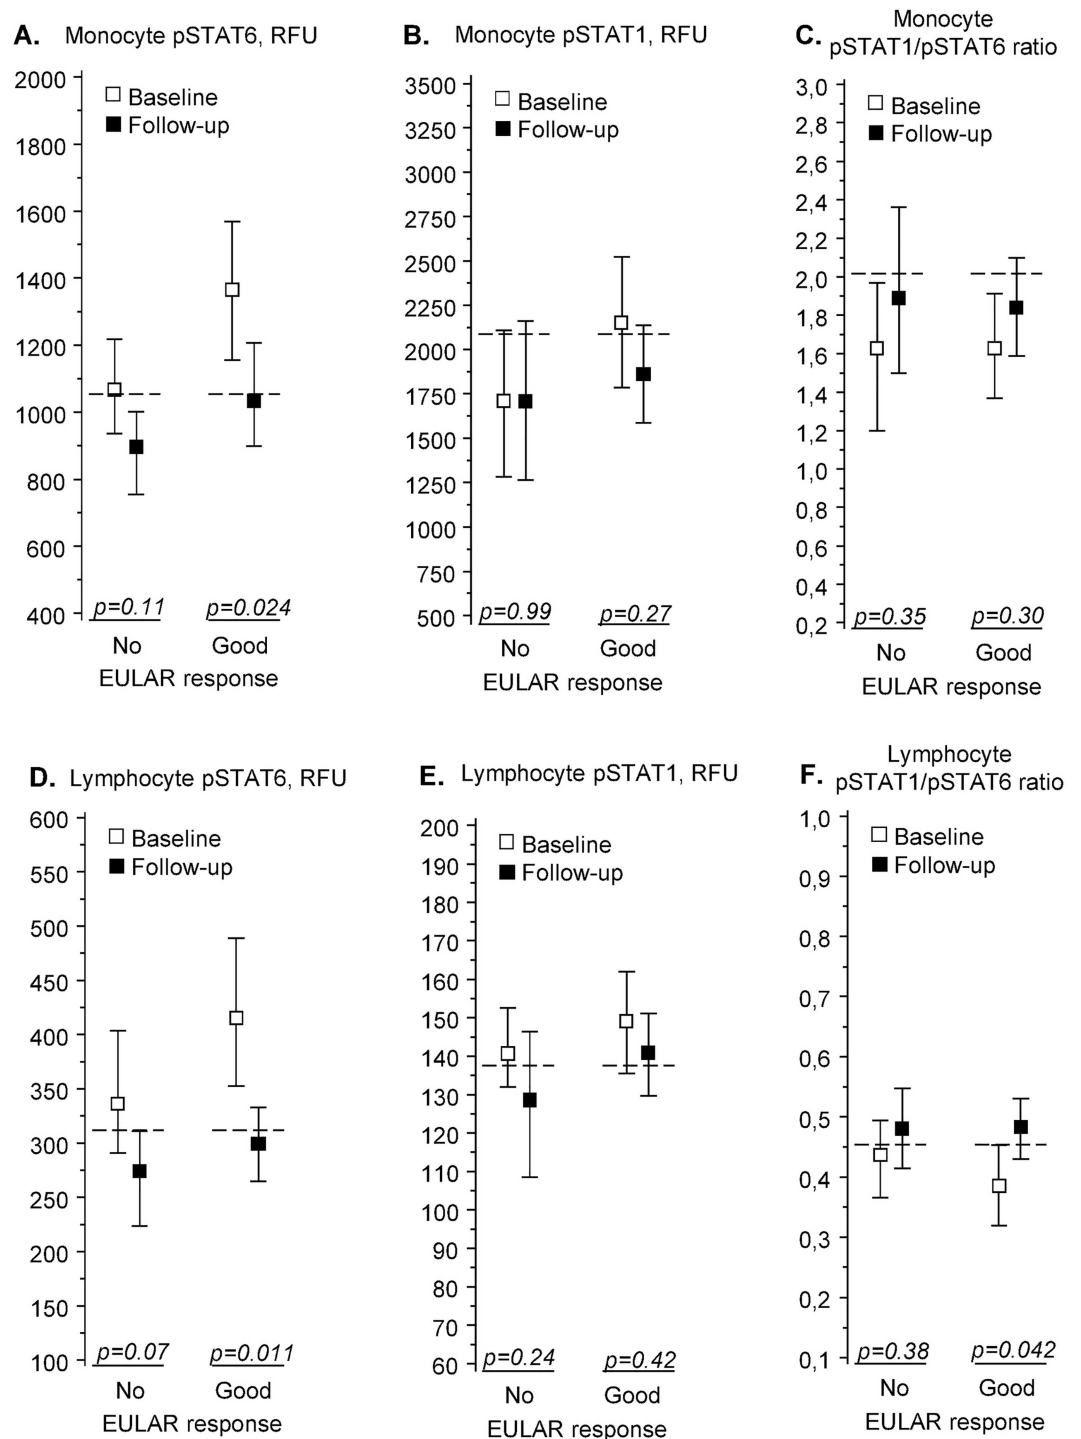 A. Monocyte pSTAT6, RFU
2000
1800
1600
1400
1200
1000
800
600
400
Baseline
Follow-up
p=0.11
p=0.024
No
Good
EULAR response
B. Monocyte pSTAT1, RFU
3500
3250
3000
2750
2500
2250
2000
1750
1500
1250
1000
750
500
Baseline
Follow-up
p=0.99
p=0.27
No
Good
EULAR response
C. Monocyte
pSTAT1/pSTAT6 ratio
3,0
2,8
2,6
2,4
2,2
2,0
1,8
1,6
1,4
1,2
1,0
0,8
0,6
0,4
0,2
Baseline
Follow-up
p=0.35
p=0.30
No
Good
EULAR response
D. Lymphocyte pSTAT6, RFU
600
550
500
450
400
350
300
250
200
150
100
Baseline
Follow-up
p=0.07
p=0.011
No
Good
EULAR response
E. Lymphocyte pSTAT1, RFU
200
190
180
170
160
150
140
130
120
110
100
90
80
70
60
Baseline
Follow-up
p=0.24
p=0.42
No
Good
EULAR response
F. Lymphocyte
pSTAT1/pSTAT6 ratio
1,0
0,9
0,8
0,7
0,6
0,5
0,4
0,3
0,2
0,1
Baseline
Follow-up
p=0.38
p=0.042
No
Good
EULAR response